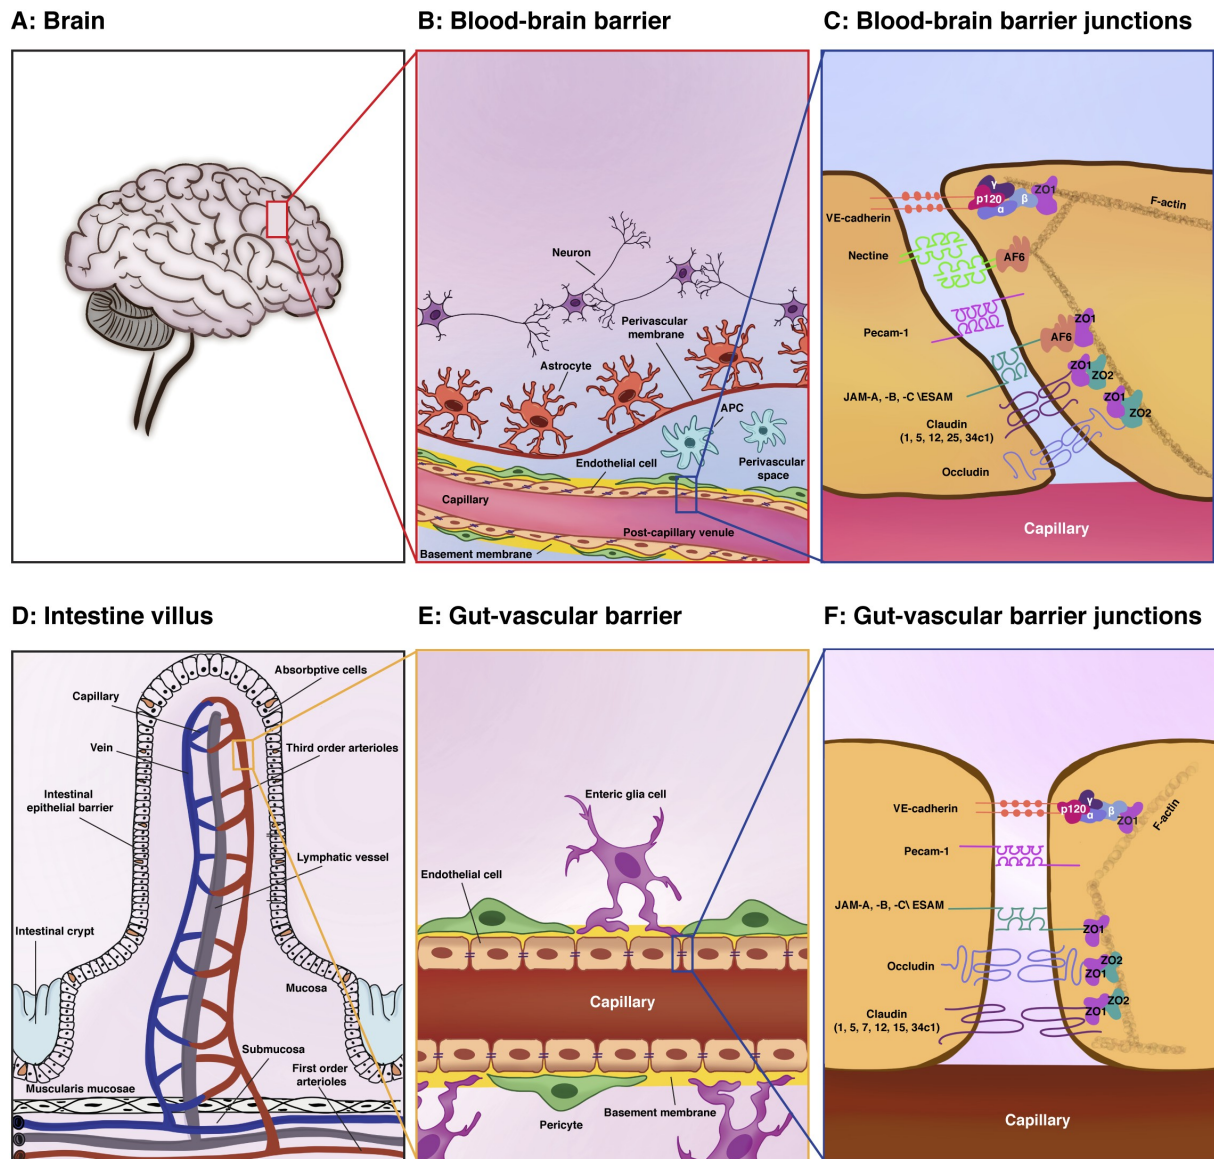 A: Brain
B: Blood-brain barrier
C: Blood-brain barrier junctions
Neuron
Perivascular
membrane
Astrocyte
APC
Endothelial cell
Perivascular
space
Capillary
Post-capillary venule
Basement membrane
VE-cadherin
p120
γ
α
β
ZO1
F-actin
Nectine
AF6
Pecam-1
ZO1
AF6
JAM-A, -B, -C \ESAM
ZO1
ZO2
Claudin
(1, 5, 12, 25, 34c1)
ZO1
ZO2
Occludin
Capillary
D: Intestine villus
E: Gut-vascular barrier
F: Gut-vascular barrier junctions
Absorbptive cells
Capillary
Vein
Third order arterioles
Intestinal
epithelial barrier
Lymphatic vessel
Intestinal crypt
Mucosa
Submucosa
First order
arterioles
Muscularis mucosae
Enteric glia cell
Endothelial cell
Capillary
Basement membrane
Pericyte
VE-cadherin
p120
γ
α
β
ZO1
F-actin
Pecam-1
JAM-A, -B, -C\ ESAM
ZO1
Occludin
ZO2
ZO1
Claudin
(1, 5, 7, 12, 15, 34c1)
ZO2
ZO1
Capillary